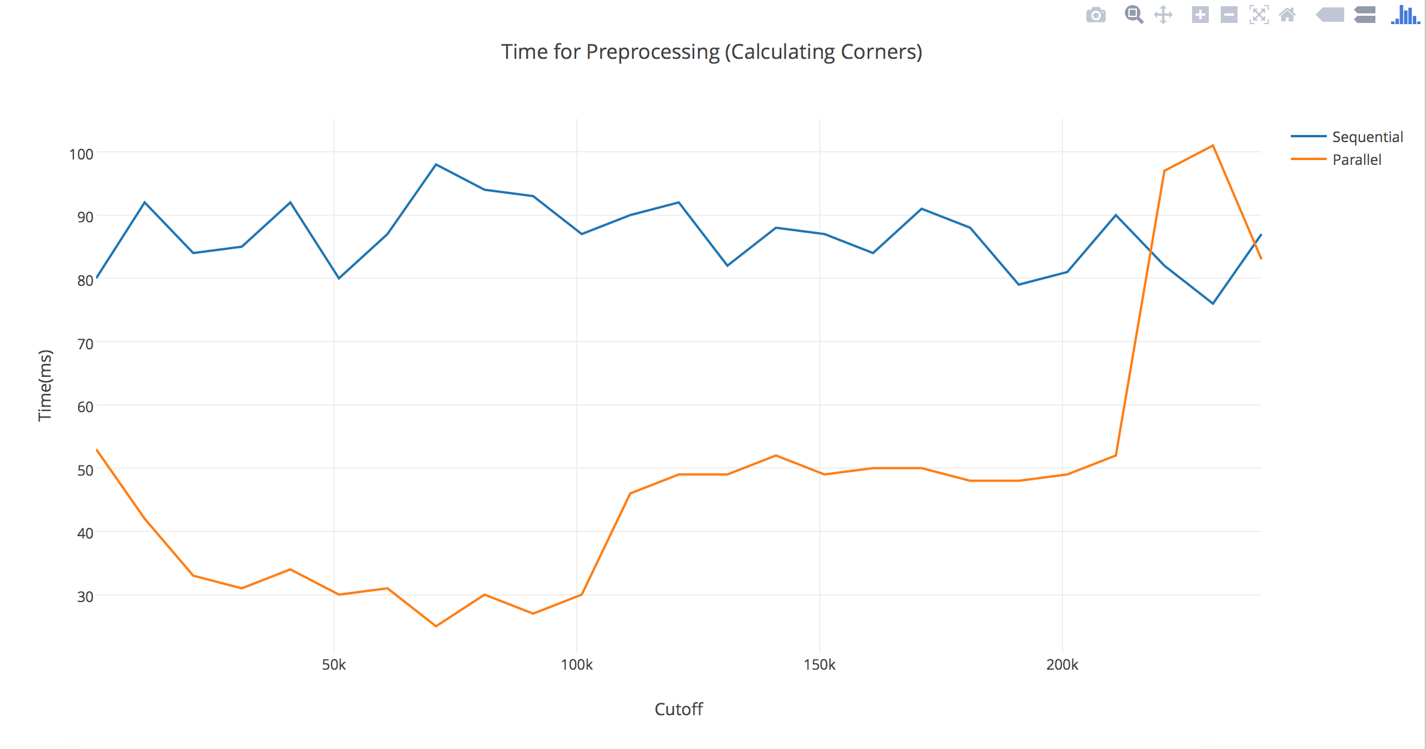 Time for Preprocessing (Calculating Corners)
Sequential
Parallel
100
90
80
70
60
50
40
30
Time(ms)
50k 100k 150k 200k
Cutoff